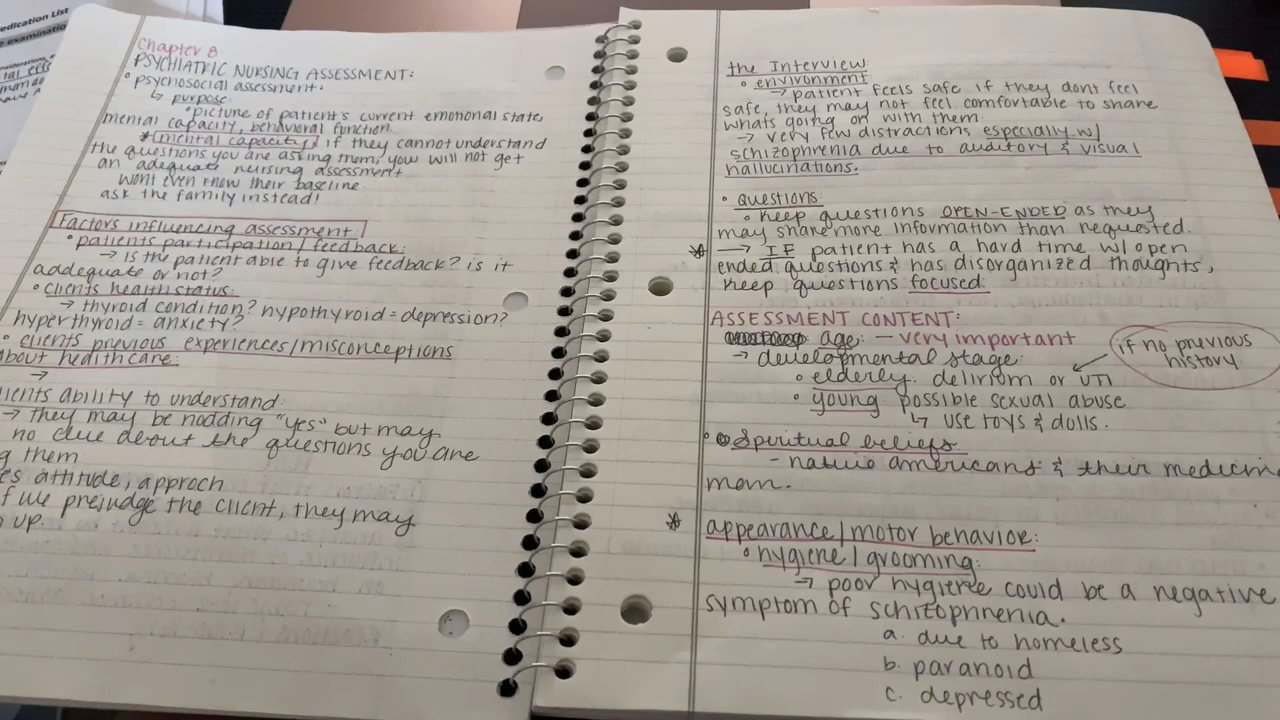 edication List
e examinatio
Chapter 8
PSYCHIATRIC NURSING ASSESSMENT:
• psychosocial assessment:
↳ purpose:
• picture of patient's current emotional state,
mental capacity, behavioral function.
* mental capacity, if they cannot understand
the questions you are asking them, you will not get
an adequate nursing assessment
wont even know their baseline.
ask the family instead!
Factors influencing assessment:
• patients participation/feedback:
→ is the patient able to give feedback? is it
addequate or not?
• clients health status:
→ thyroid condition? hypothyroid = depression?
hyperthyroid = anxiety?
• clients previous experiences/misconceptions
about healthcare:
→
lients ability to understand:
→ they may be nodding "yes" but may
no clue about the questions you are
g them
es attitude, approch
f we prejudge the client, they may
up.
the Interview:
• environment
→ patient feels safe if they dont feel
safe, they may not feel comfortable to share
whats going on with them.
→ very few distractions especially w/
schizophrenia due to auditory & visual
hallucinations.
• questions:
• keep questions OPEN-ENDED as they
may share more information than requested.
* → IF patient has a hard time w/ open
ended questions & has disorganized thoughts,
keep questions focused.
ASSESSMENT CONTENT:
age: — very important
→ developmental stage:
• elderly: delirium or UTI
if no previous
history
• young: possible sexual abuse
↳ use toys & dolls.
• Spiritual beliefs
- native americans & their medicin
man.
* appearance/motor behavior:
• hygiene/grooming:
→ poor hygiene could be a negative
symptom of schizophrenia.
a. due to homeless
b. paranoid
c. depressed